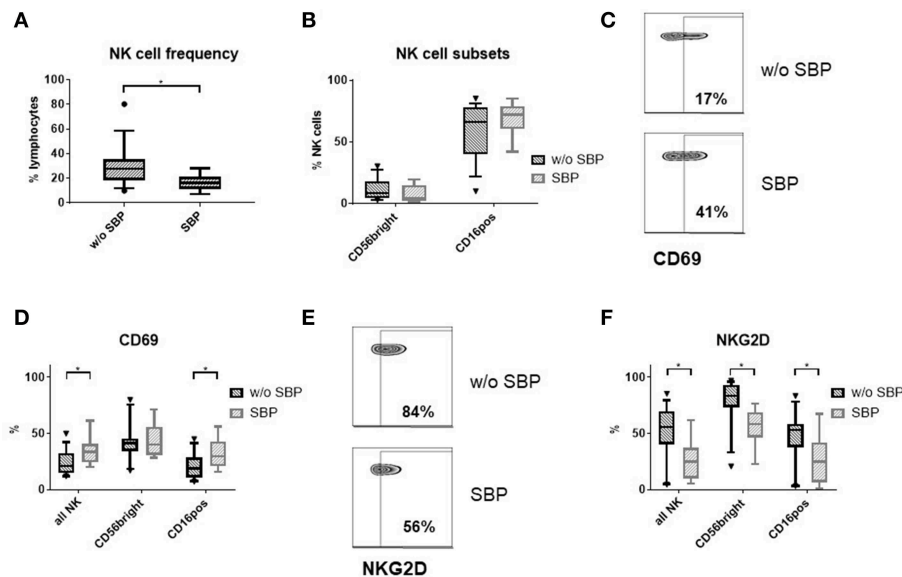 A
NK cell frequency
*
% lymphocytes
100
80
60
40
20
0
w/o SBP
SBP
B
NK cell subsets
% NK cells
100
50
0
CD56bright
CD16pos
w/o SBP
SBP
C
17%
w/o SBP
41%
SBP
CD69
D
CD69
%
100
50
0
*
*
all NK
CD56bright
CD16pos
w/o SBP
SBP
E
84%
w/o SBP
56%
SBP
NKG2D
F
NKG2D
%
100
50
0
*
*
*
all NK
CD56bright
CD16pos
w/o SBP
SBP